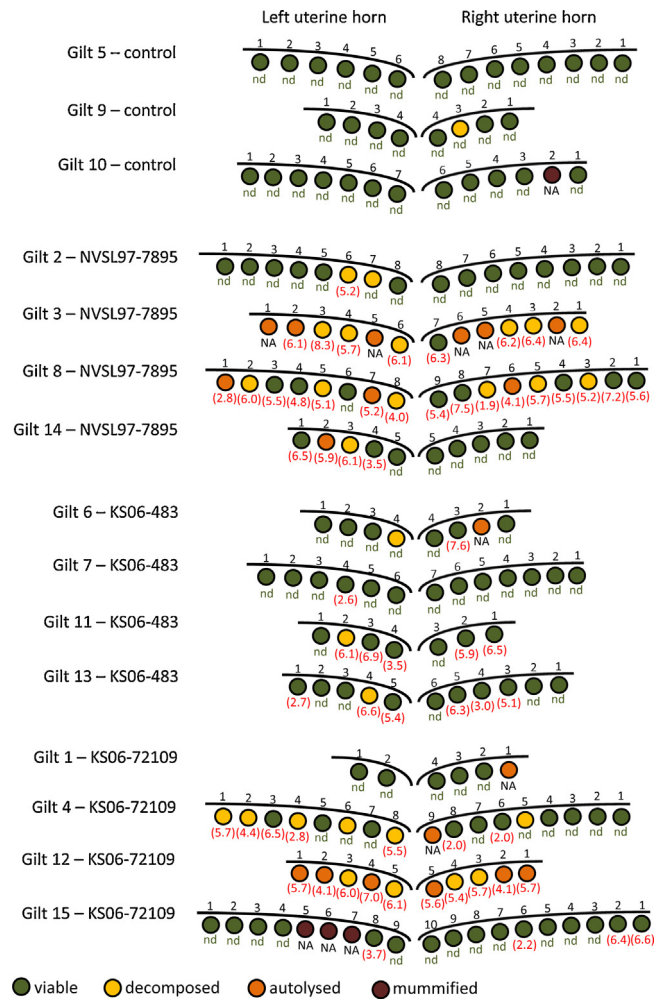 Left uterine horn Right uterine horn
Gilt 5 – control
1 2 3 4 5 6 8 7 6 5 4 3 2 1
nd nd nd nd nd nd nd nd nd nd nd nd nd nd
Gilt 9 – control
1 2 3 4 4 3 2 1
nd nd nd nd nd nd nd nd
Gilt 10 – control
1 2 3 4 5 6 7 6 5 4 3 2 1
nd nd nd nd nd nd nd nd nd nd nd NA nd
Gilt 2 – NVSL97-7895
1 2 3 4 5 6 7 8 8 7 6 5 4 3 2 1
nd nd nd nd nd (5.2) nd nd nd nd nd nd nd nd nd nd
Gilt 3 – NVSL97-7895
1 2 3 4 5 6 7 6 5 4 3 2 1
NA (6.1) (8.3) (5.7) NA (6.1) (6.3) NA NA (6.2) (6.4) NA (6.4)
Gilt 8 – NVSL97-7895
1 2 3 4 5 6 7 8 9 8 7 6 5 4 3 2 1
(2.8) (6.0) (5.5) (4.8) (5.1) nd (5.2) (4.0) (5.4) (7.5) (1.9) (4.1) (5.7) (5.5) (5.2) (7.2) (5.6)
Gilt 14 – NVSL97-7895
1 2 3 4 5 5 4 3 2 1
(6.5) (5.9) (6.1) (3.5) nd nd nd nd nd nd
Gilt 6 – KS06-483
1 2 3 4 4 3 2 1
nd nd nd nd nd (7.6) NA nd
Gilt 7 – KS06-483
1 2 3 4 5 6 7 6 5 4 3 2 1
nd nd nd (2.6) nd nd nd nd nd nd nd nd nd
Gilt 11 – KS06-483
1 2 3 4 3 2 1
nd (6.1) (6.9) (3.5) nd (5.9) (6.5)
Gilt 13 – KS06-483
1 2 3 4 5 6 5 4 3 2 1
(2.7) nd nd (6.6) (5.4) nd (6.3) (3.0) (5.1) nd nd
Gilt 1 – KS06-72109
1 2 4 3 2 1
nd nd nd nd nd NA
Gilt 4 – KS06-72109
1 2 3 4 5 6 7 8 9 8 7 6 5 4 3 2 1
(5.7) (4.4) (6.5) (2.8) nd nd nd (5.5) NA (2.0) nd (2.0) nd nd nd nd nd
Gilt 12 – KS06-72109
1 2 3 4 5 5 4 3 2 1
(5.7) (4.1) (6.0) (7.0) (6.1) (5.6) (5.4) (5.7) (4.1) (5.7)
Gilt 15 – KS06-72109
1 2 3 4 5 6 7 8 9 10 9 8 7 6 5 4 3 2 1
nd nd nd nd NA NA NA (3.7) nd nd nd nd nd (2.2) nd nd nd (6.4) (6.6)
viable decomposed autolysed mummified